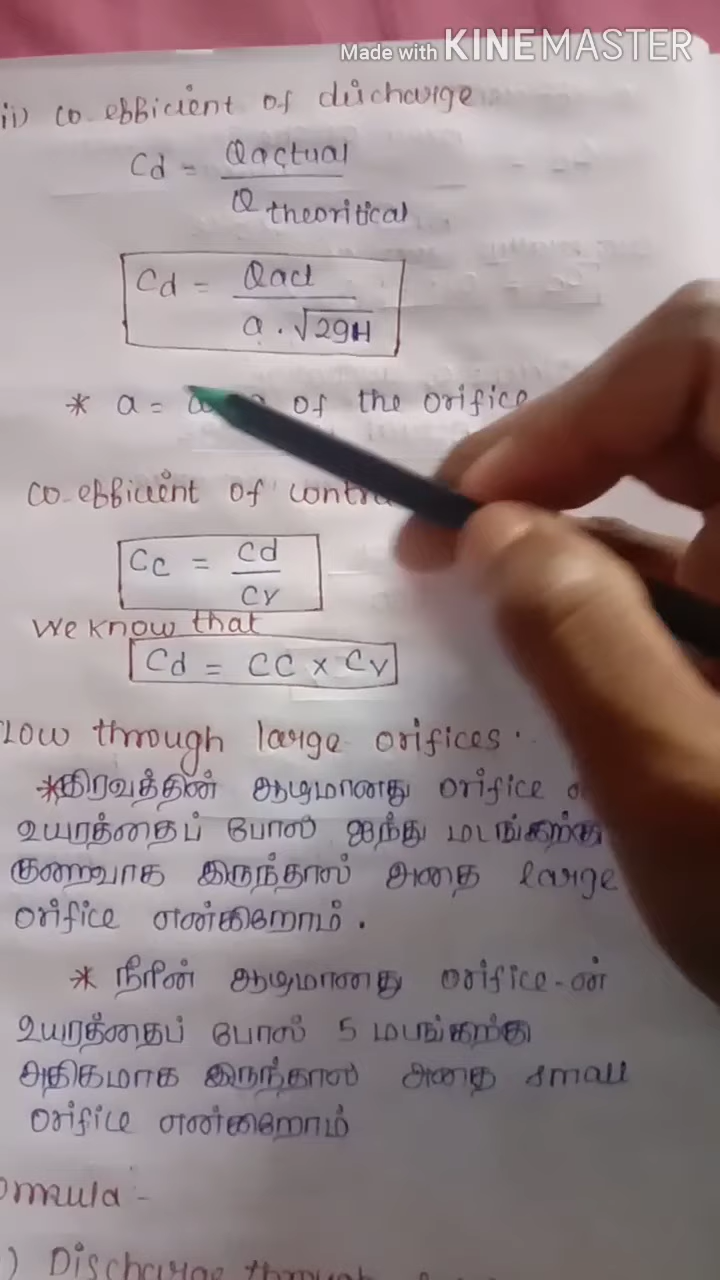 Made with KINEMASTER
ii) co efficient of discharge
Cd = Qactual
Q theoritical
Cd = Qact
a . √2gH
* a = of the orifice
co-efficient of contra
Cc = Cd
Cv
We know that
Cd = CC x Cv
Low through large orifices .
*திரவத்தின் ஆழமானது orifice
உயரத்தைப் போல் ஐந்து மடங்கிற்கு
குறைவாக இருந்தால் அதை large
orifice என்கிறோம் .
* நீரின் ஆழமானது orifice-ன்
உயரத்தைப் போல் 5 மடங்கிற்கு
அதிகமாக இருந்தால் அதை small
orifice என்கிறோம்
ormula -
) Discharge through